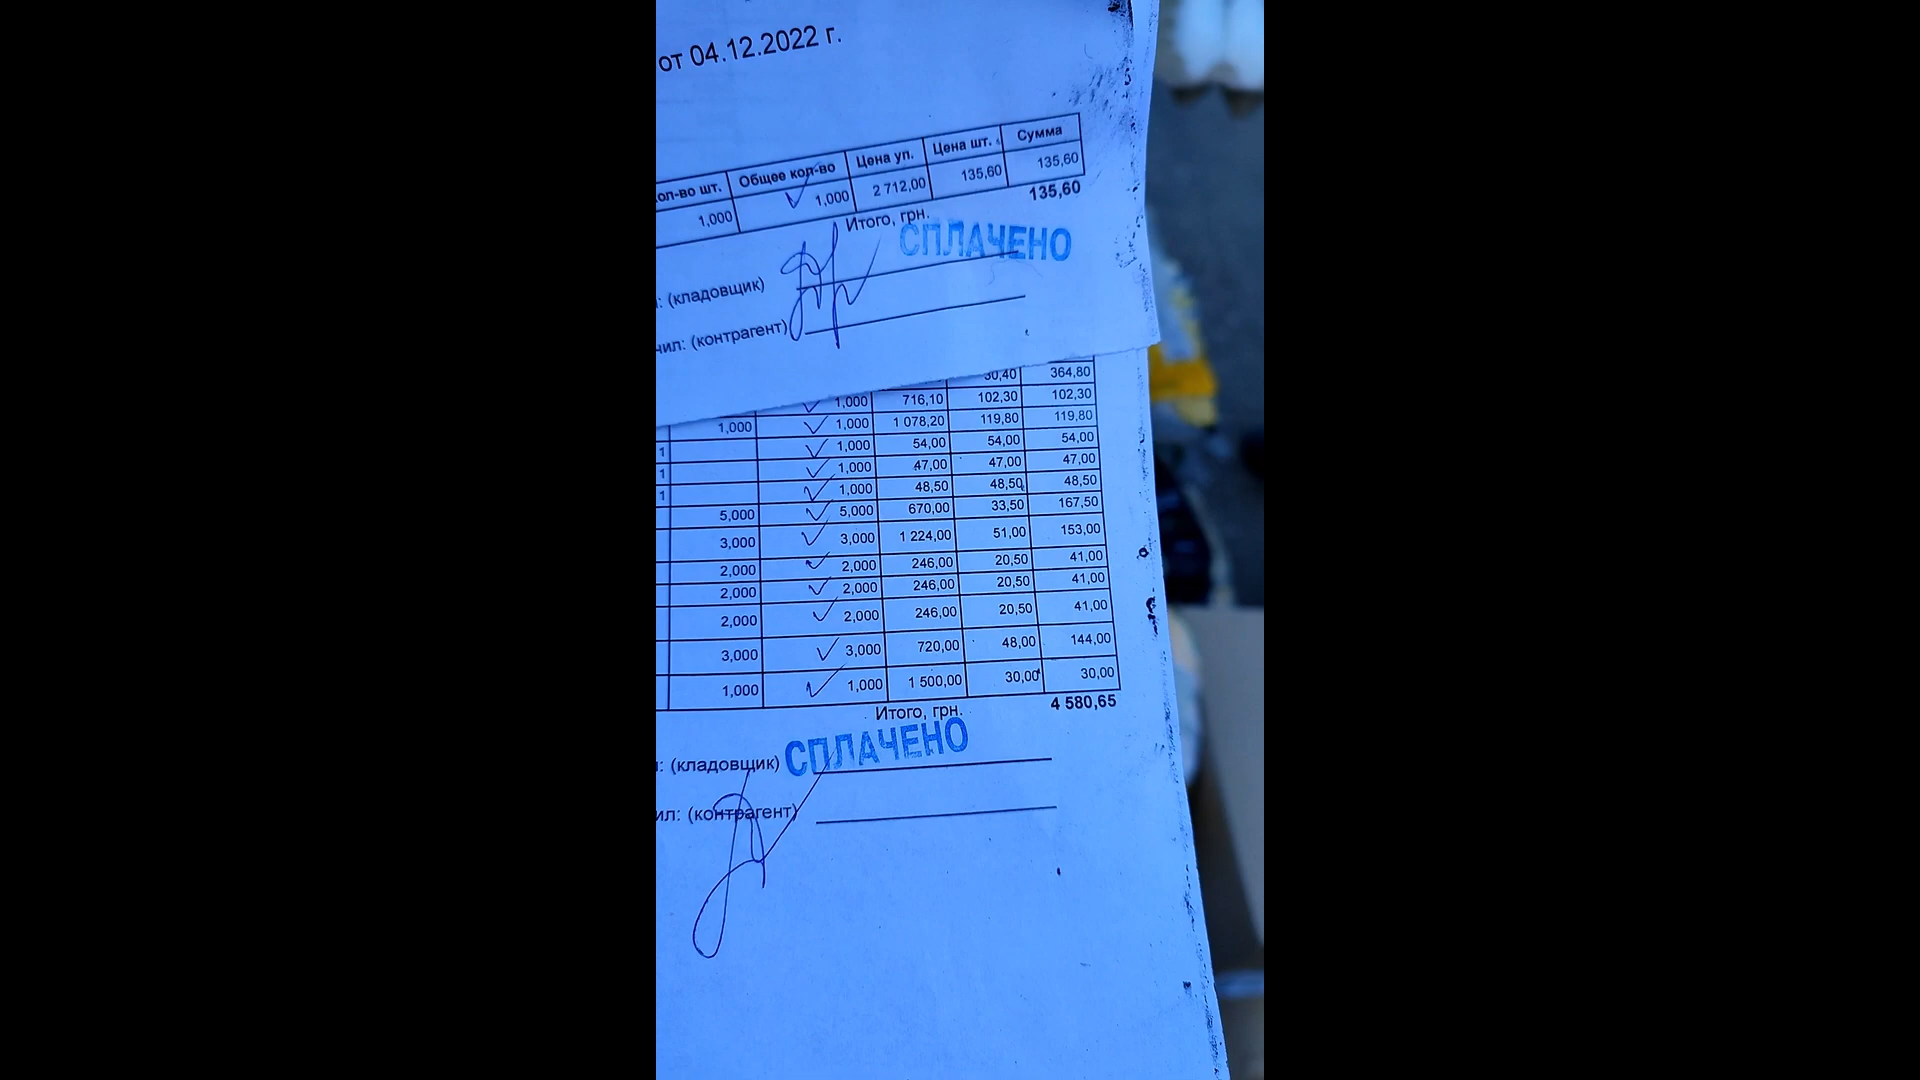 от 04.12.2022 г.
кол-во шт. Общее кол-во Цена уп. Цена шт. Сумма
1,000 1,000 2 712,00 135,60 135,60
Итого, грн. 135,60
СПЛАЧЕНО
(кладовщик)
(контрагент)
30,40 364,80
1,000 716,10 102,30 102,30
1,000 1,000 1 078,20 119,80 119,80
1 1,000 54,00 54,00 54,00
1 1,000 47,00 47,00 47,00
1 1,000 48,50 48,50 48,50
5,000 5,000 670,00 33,50 167,50
3,000 3,000 1 224,00 51,00 153,00
2,000 2,000 246,00 20,50 41,00
2,000 2,000 246,00 20,50 41,00
2,000 2,000 246,00 20,50 41,00
3,000 3,000 720,00 48,00 144,00
1,000 1,000 1 500,00 30,00 30,00
Итого, грн. 4 580,65
СПЛАЧЕНО
(кладовщик)
(контрагент)